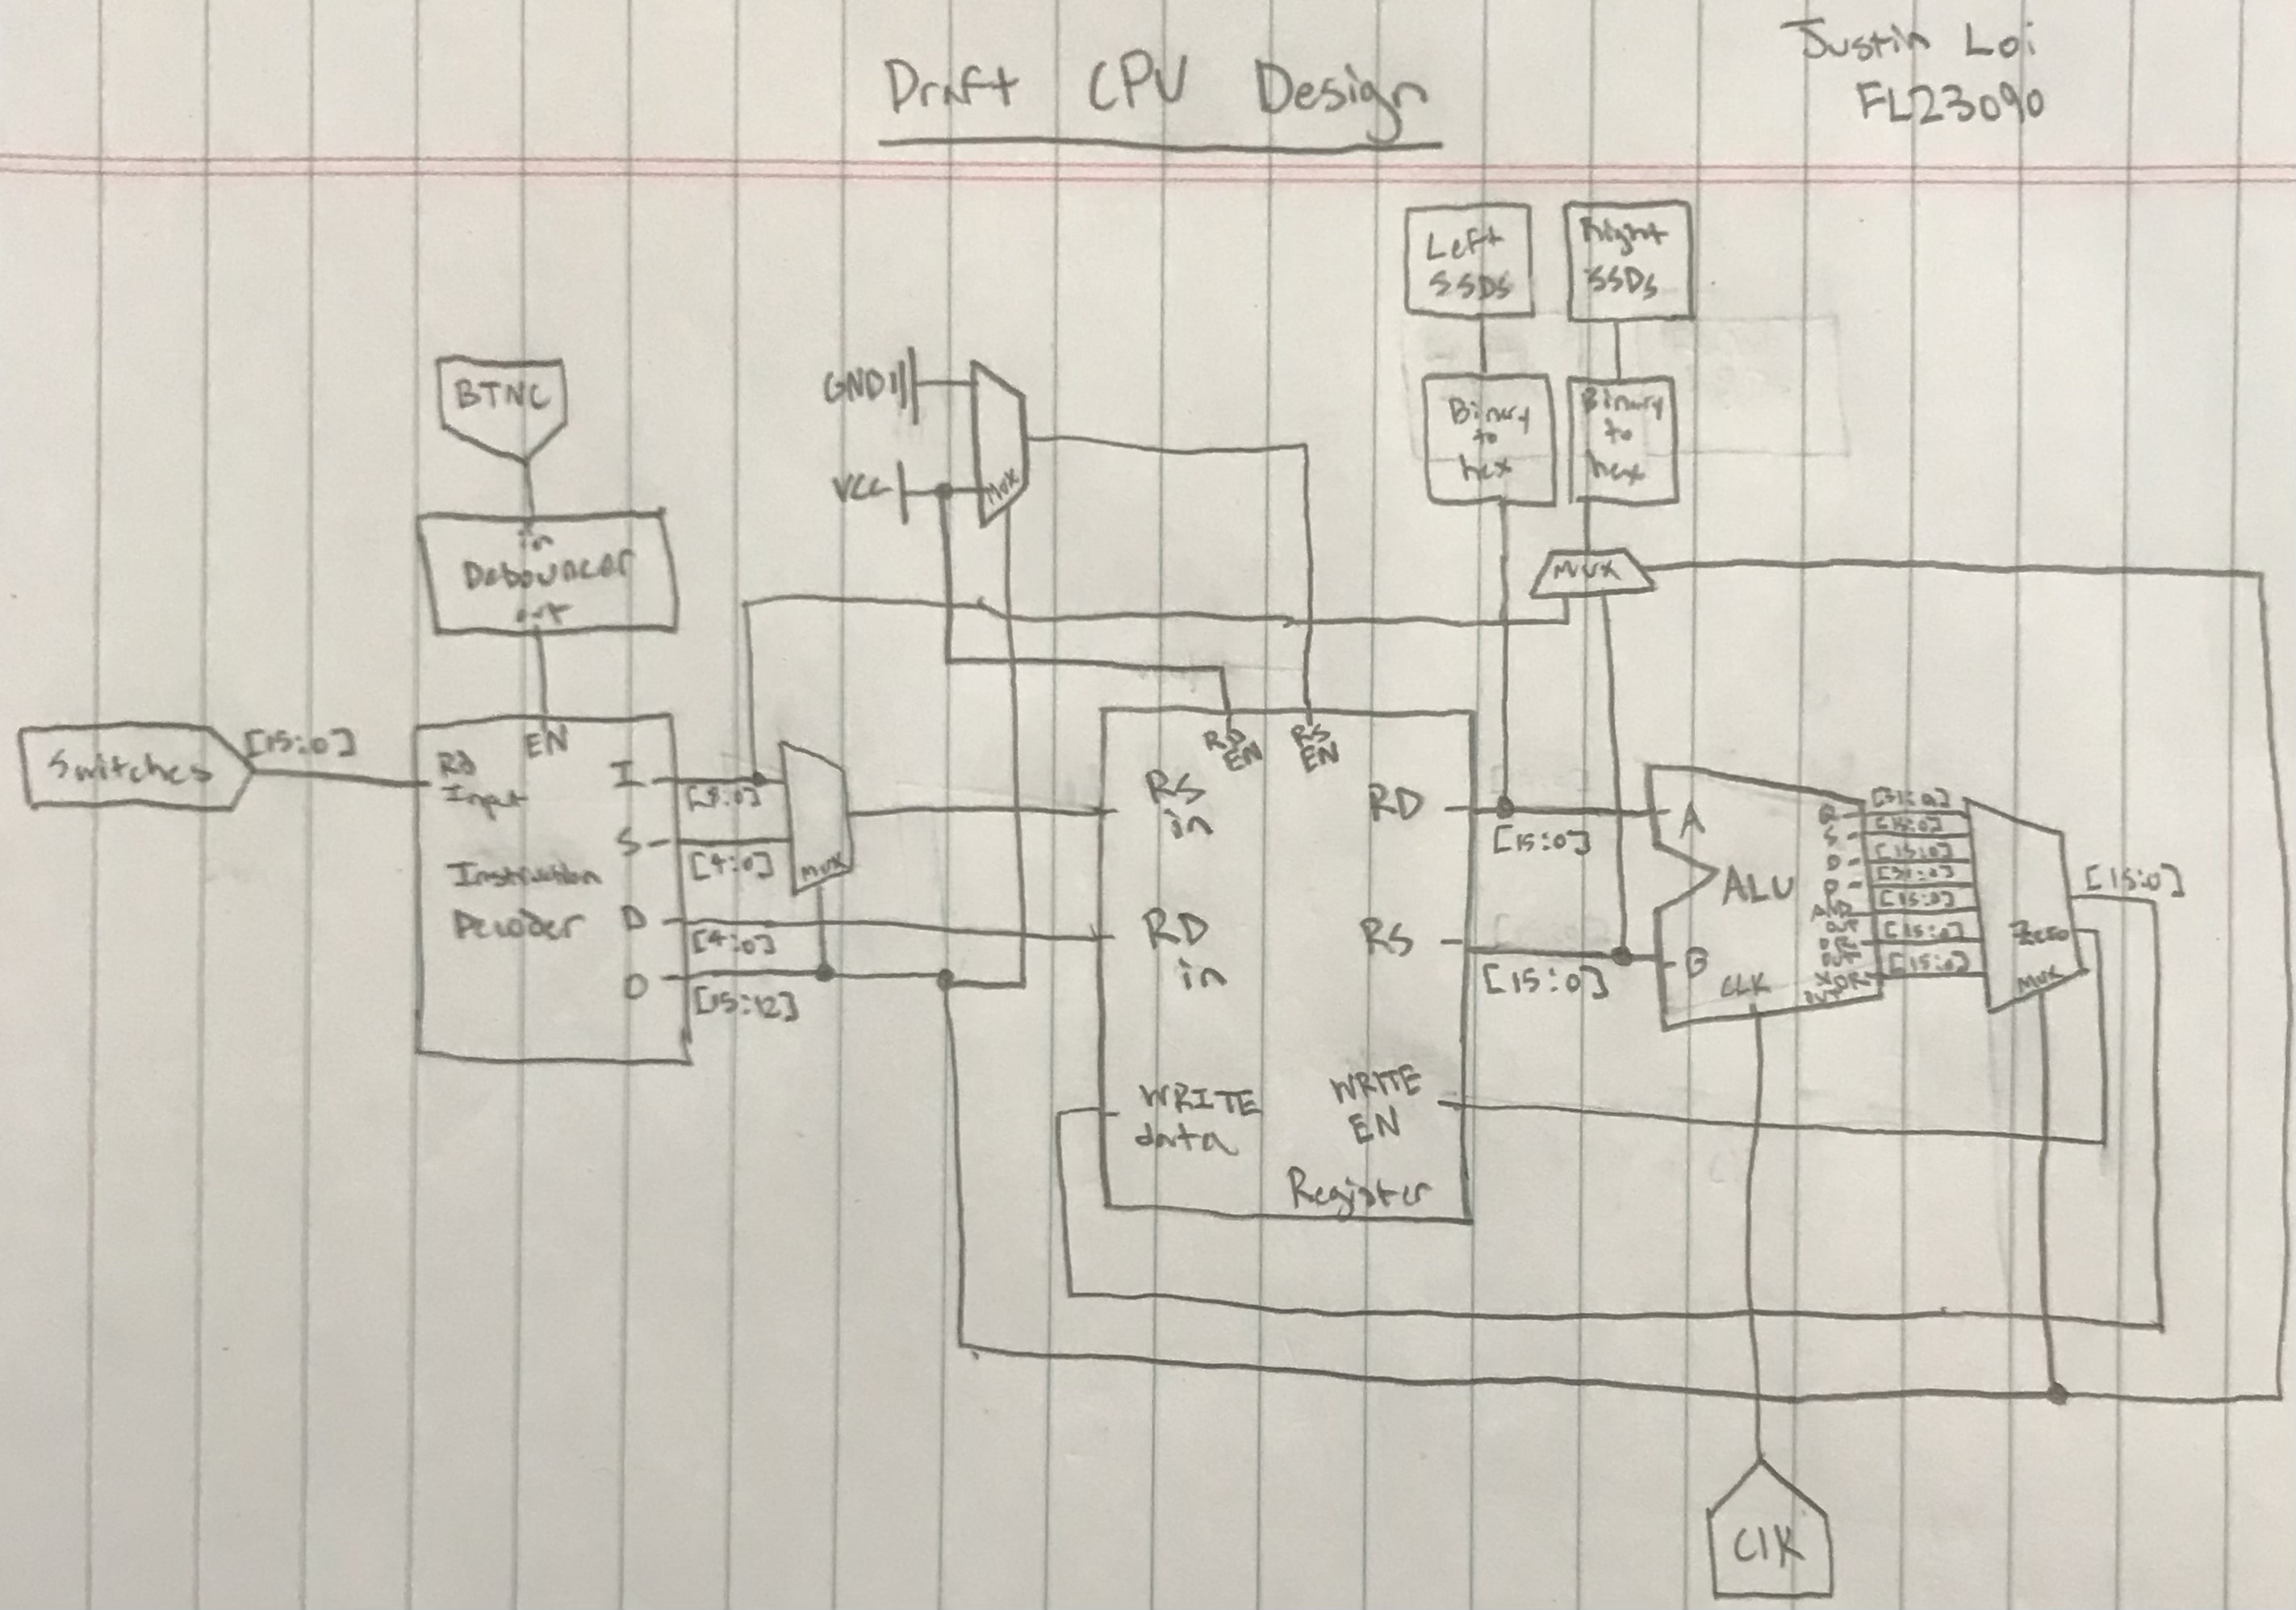 Draft CPU Design
Justin Loi
FL23090
Left
SSDs
Right
SSDs
BTNC
GND
VCC
MUX
Binary
to
hex
Binary
to
hex
in
Debouncer
out
MUX
Switches
[15:0]
EN
Rd
Input
Instruction
Decoder
I
S
D
O
[4:0]
[4:0]
[15:12]
MUX
RD
EN
RS
EN
RS
in
RD
in
WRITE
data
RD
RS
WRITE
EN
Register
[15:0]
[15:0]
A
B
ALU
CLK
Q
S
D
P
AND
OUT
OR
OUT
XOR
OUT
[31:0]
[15:0]
[15:0]
[31:0]
[15:0]
[15:0]
[15:0]
Zero
MUX
[15:0]
ClK